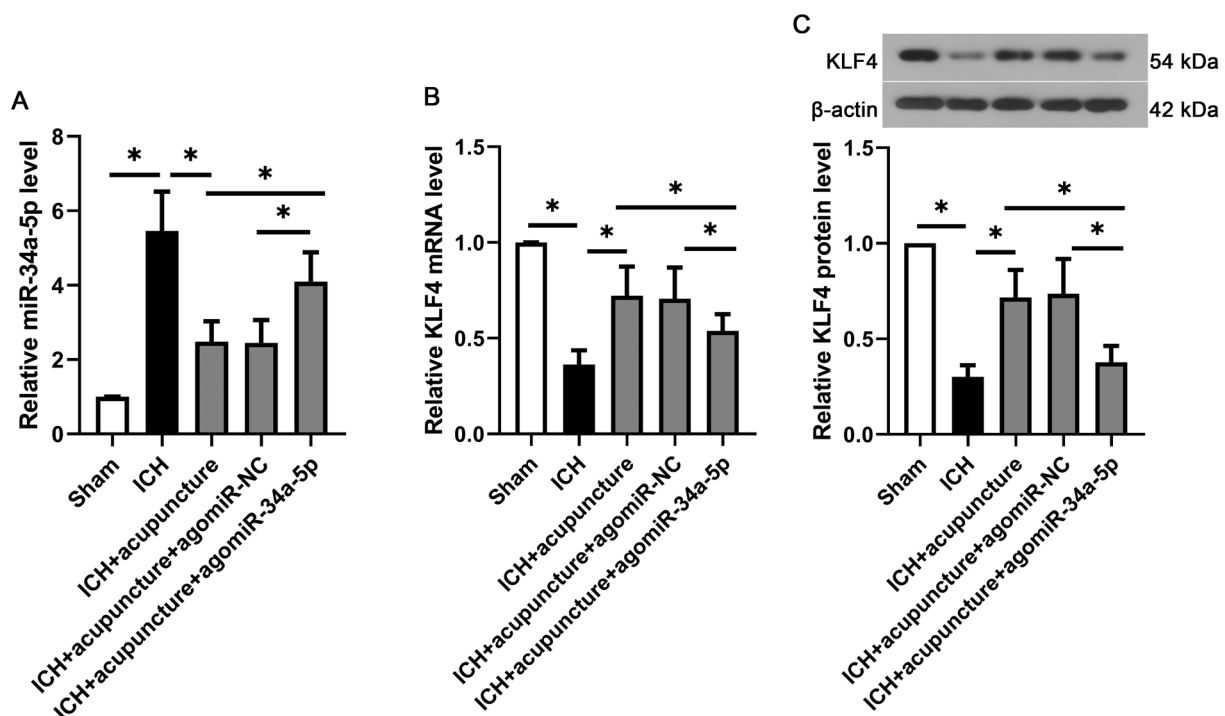 A
Relative miR-34a-5p level
8
6
4
2
0
* * * *
Sham
ICH
ICH+acupuncture
ICH+acupuncture+agomiR-NC
ICH+acupuncture+agomiR-34a-5p
B
Relative KLF4 mRNA level
1.5
1.0
0.5
0.0
* * * *
Sham
ICH
ICH+acupuncture
ICH+acupuncture+agomiR-NC
ICH+acupuncture+agomiR-34a-5p
C
KLF4 54 kDa
β-actin 42 kDa
Relative KLF4 protein level
1.5
1.0
0.5
0.0
* * * *
Sham
ICH
ICH+acupuncture
ICH+acupuncture+agomiR-NC
ICH+acupuncture+agomiR-34a-5p